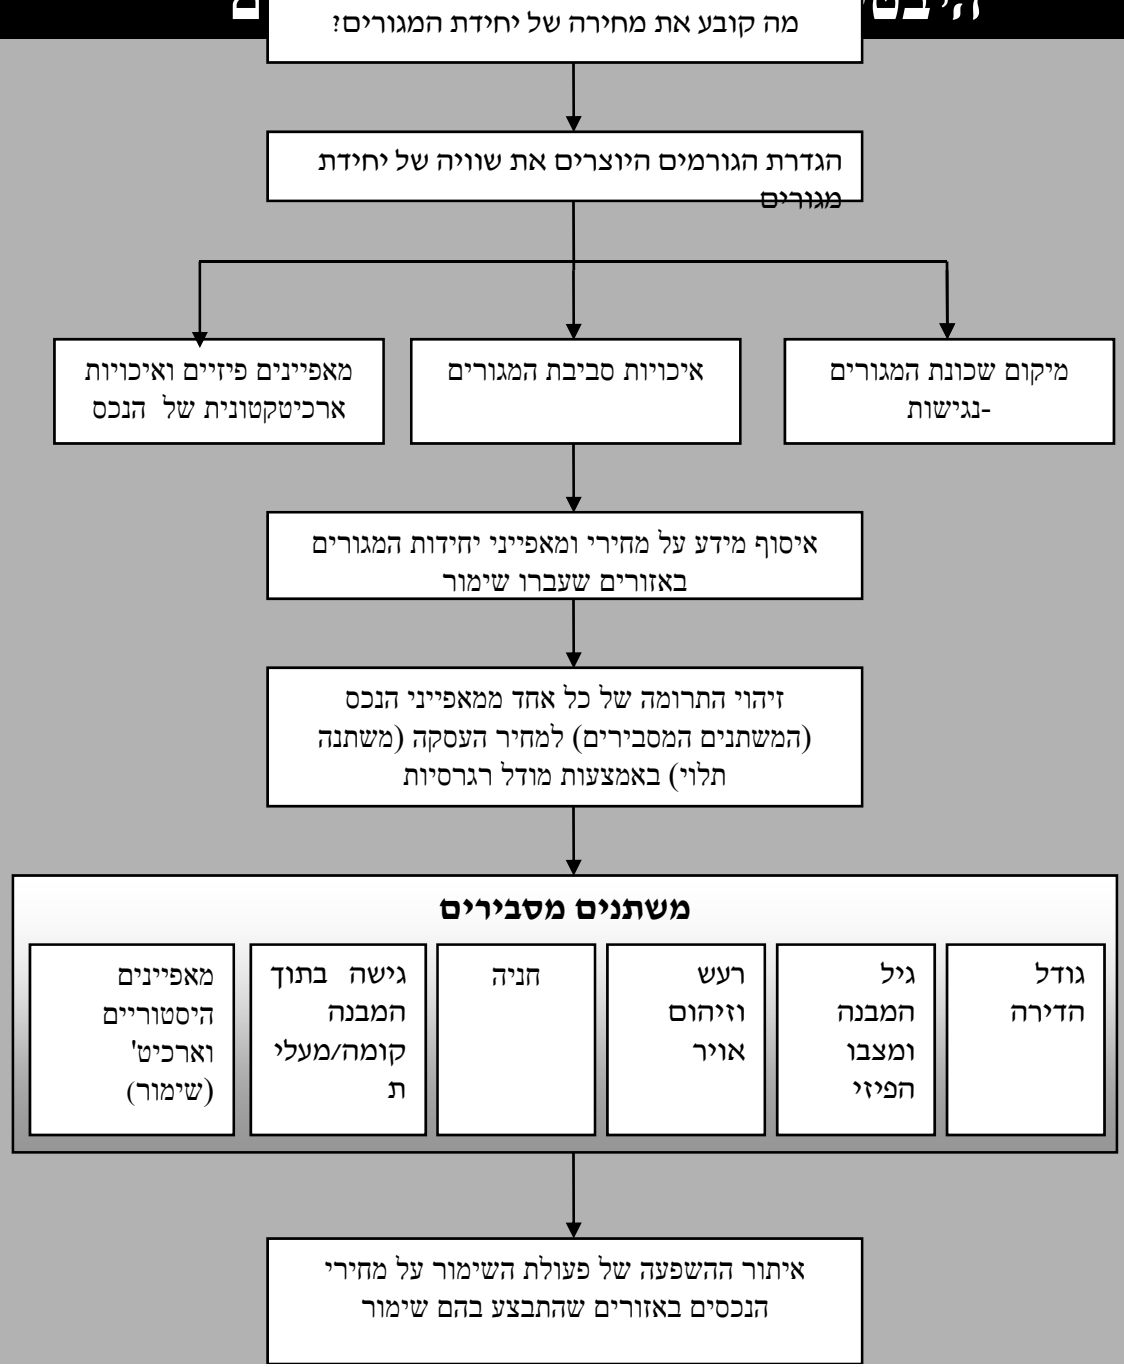 מה קובע את מחירה של יחידת המגורים?
הגדרת הגורמים היוצרים את שוויה של יחידת
מגורים
מיקום שכונת המגורים
-נגישות
איכויות סביבת המגורים
מאפיינים פיזיים ואיכויות
ארכיטקטונית של הנכס
איסוף מידע על מחירי ומאפייני יחידות המגורים
באזורים שעברו שימור
זיהוי התרומה של כל אחד ממאפייני הנכס
(המשתנים המסבירים) למחיר העסקה (משתנה
תלוי) באמצעות מודל רגרסיות
משתנים מסבירים
גודל
הדירה
גיל
המבנה
ומצבו
הפיזי
רעש
וזיהום
אויר
חניה
גישה בתוך
המבנה
קומה/מעלי
ת
מאפיינים
היסטוריים
וארכיט'
(שימור)
איתור ההשפעה של פעולת השימור על מחירי
הנכסים באזורים שהתבצע בהם שימור